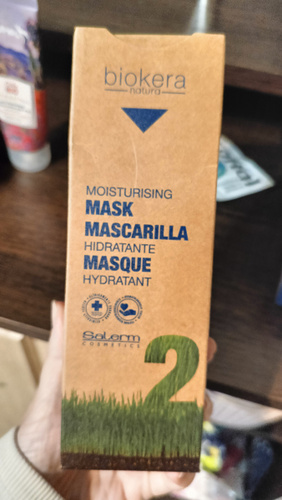 biokera
natura
MOISTURISING
MASK
MASCARILLA
HIDRATANTE
MASQUE
HYDRATANT
Salerm
COSMETICS
2